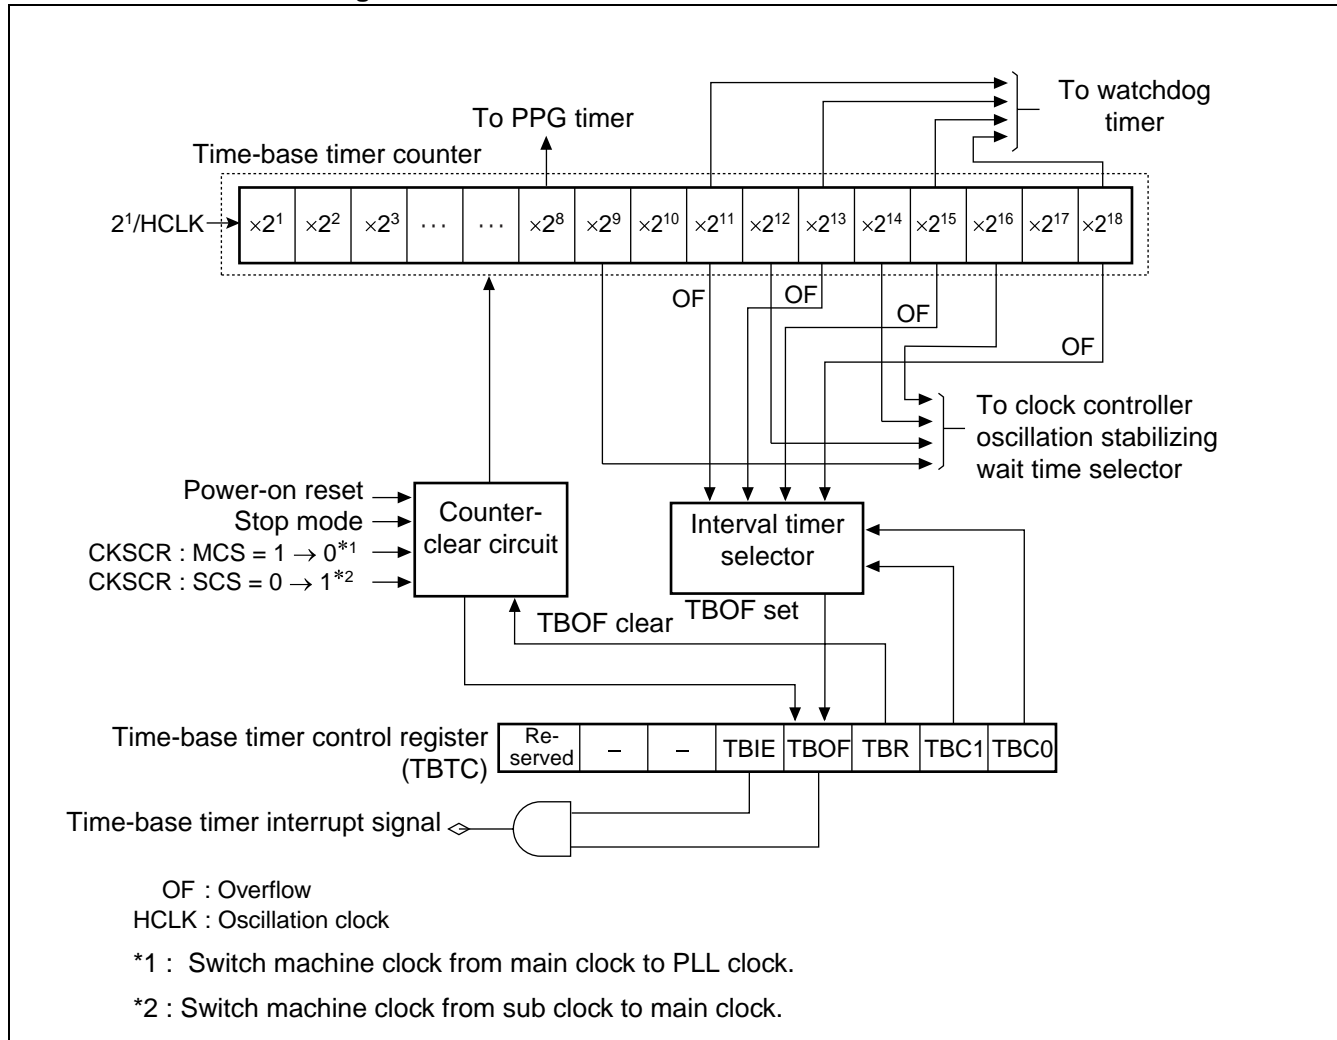 To watchdog
timer
To PPG timer
Time-base timer counter
2¹/HCLK
×2¹ ×2² ×2³ ··· ··· ×2⁸ ×2⁹ ×2¹⁰ ×2¹¹ ×2¹² ×2¹³ ×2¹⁴ ×2¹⁵ ×2¹⁶ ×2¹⁷ ×2¹⁸
OF
OF
OF
OF
To clock controller
oscillation stabilizing
wait time selector
Power-on reset
Stop mode
CKSCR : MCS = 1 → 0*1
CKSCR : SCS = 0 → 1*2
Counter-
clear circuit
Interval timer
selector
TBOF clear
TBOF set
Time-base timer control register
(TBTC)
Re-
served
– – TBIE TBOF TBR TBC1 TBC0
Time-base timer interrupt signal
OF : Overflow
HCLK : Oscillation clock
*1 : Switch machine clock from main clock to PLL clock.
*2 : Switch machine clock from sub clock to main clock.